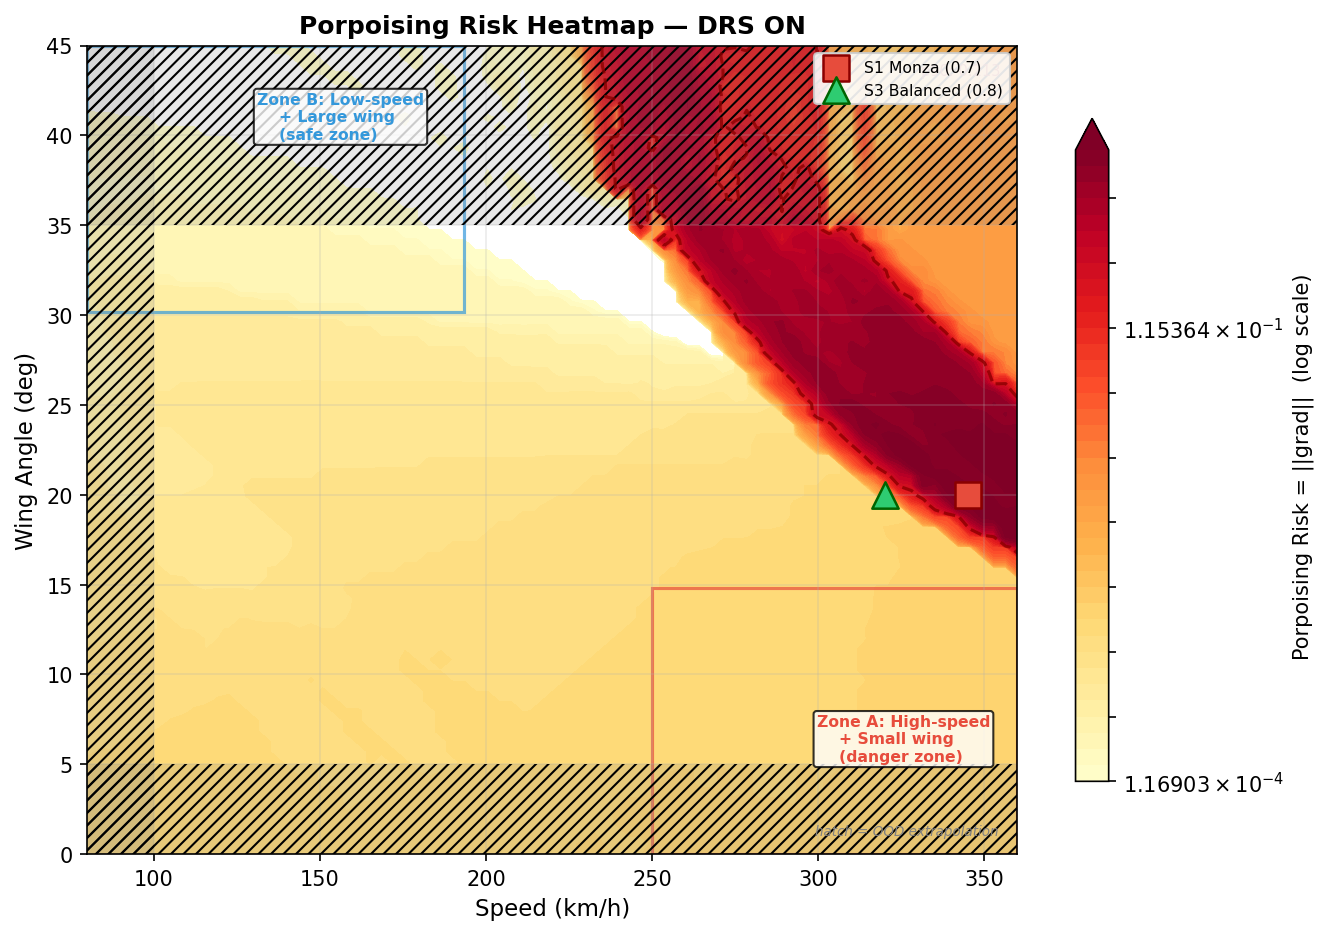 Porpoising Risk Heatmap — DRS ON
S1 Monza (0.7)
S3 Balanced (0.8)
Zone B: Low-speed
+ Large wing
(safe zone)
Zone A: High-speed
+ Small wing
(danger zone)
hatch = OOD extrapolation
45
40
35
30
25
20
15
10
5
0
Wing Angle (deg)
100
150
200
250
300
350
Speed (km/h)
1.15364 × 10⁻¹
1.16903 × 10⁻⁴
Porpoising Risk = ||grad|| (log scale)